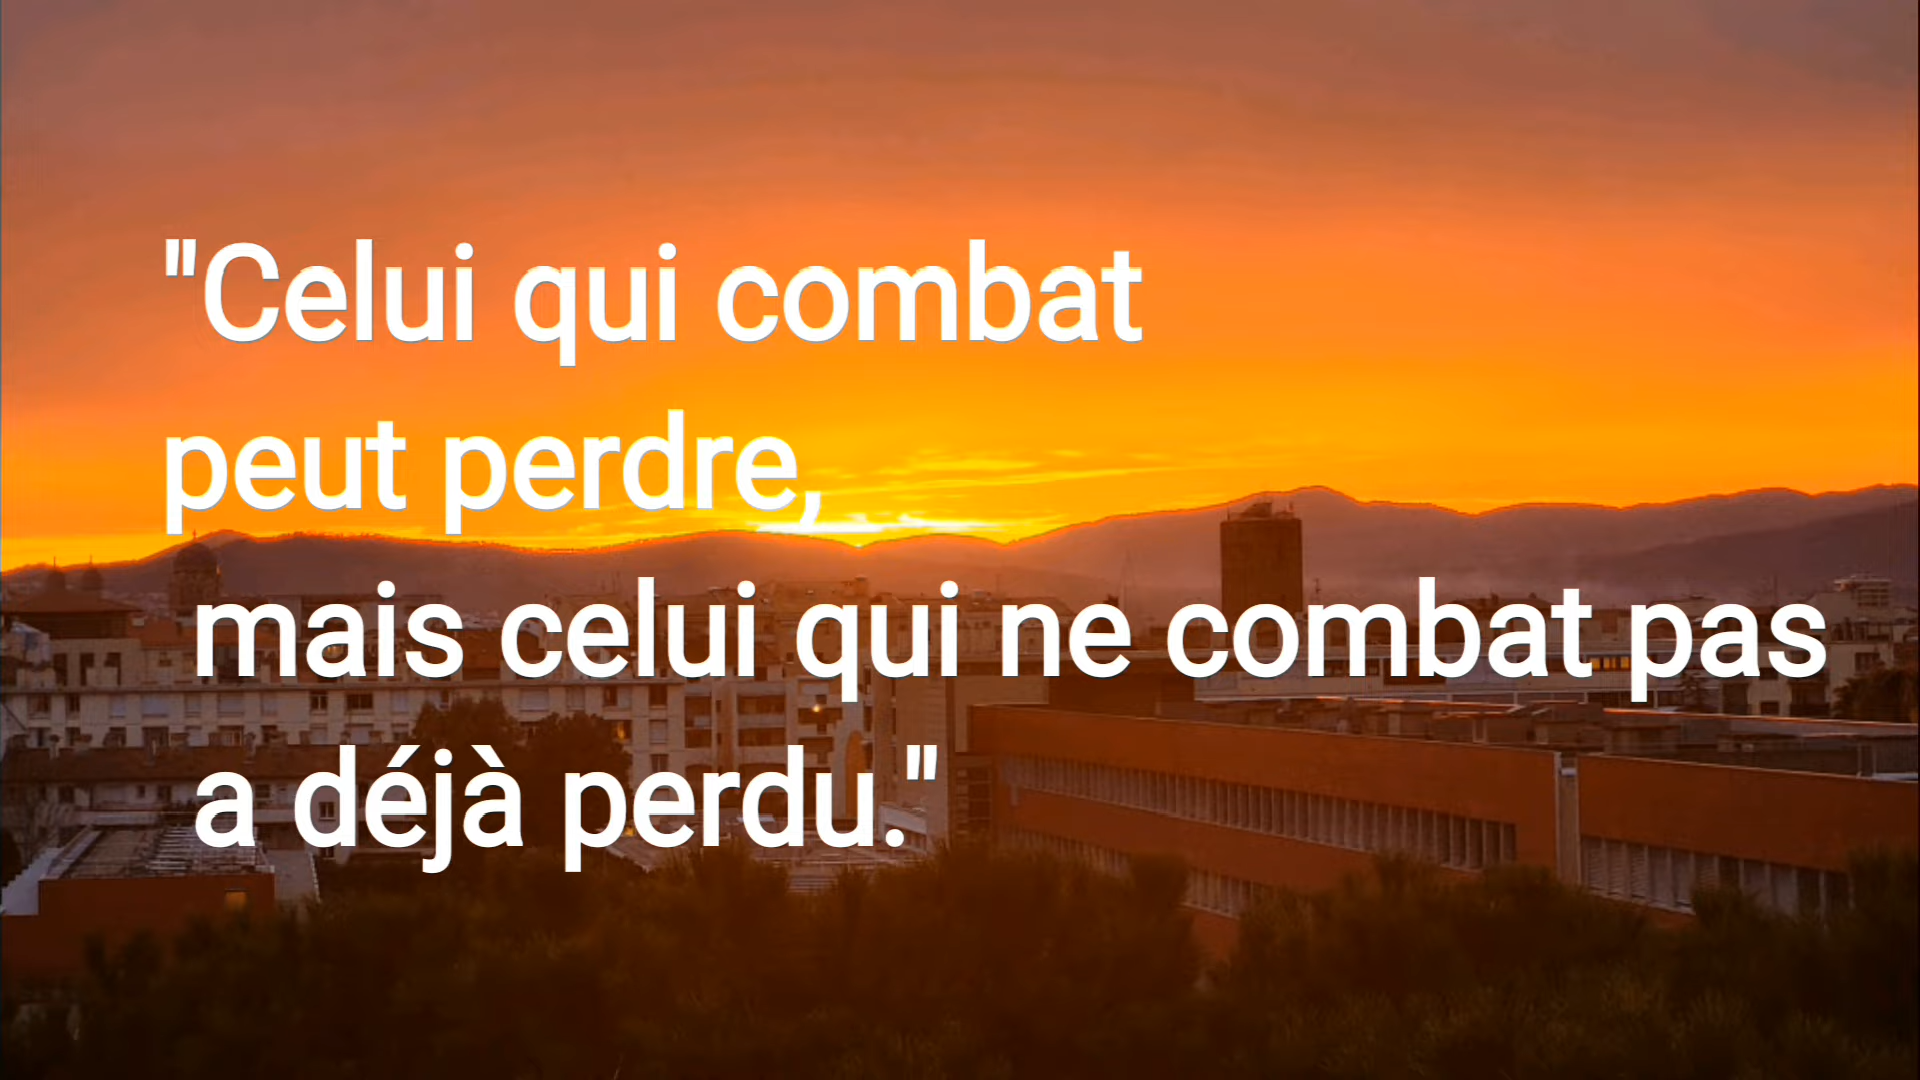 "Celui qui combat
peut perdre,
mais celui qui ne combat pas
a déjà perdu."